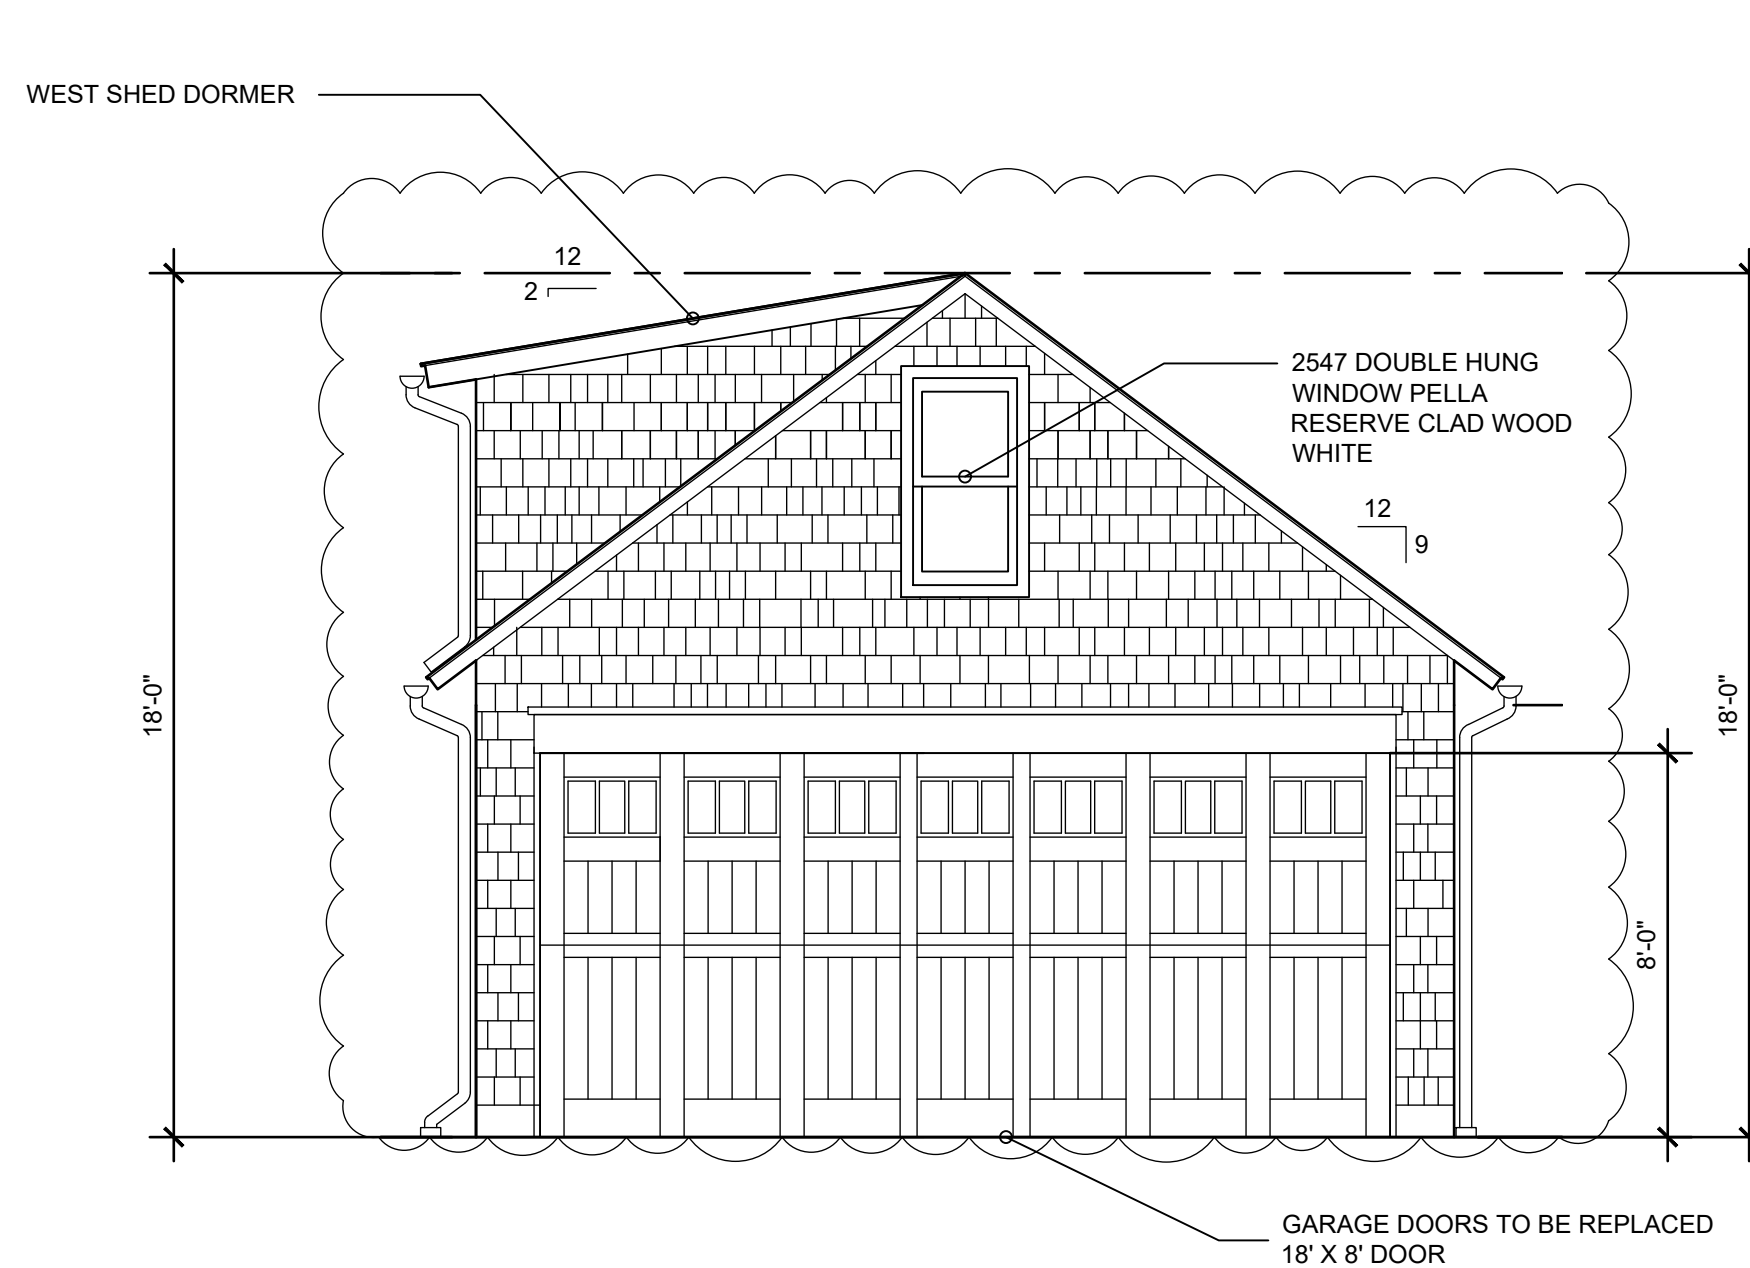 WEST SHED DORMER
12
2
2547 DOUBLE HUNG
WINDOW PELLA
RESERVE CLAD WOOD
WHITE
12
9
18'-0"
18'-0"
8'-0"
GARAGE DOORS TO BE REPLACED
18' X 8' DOOR